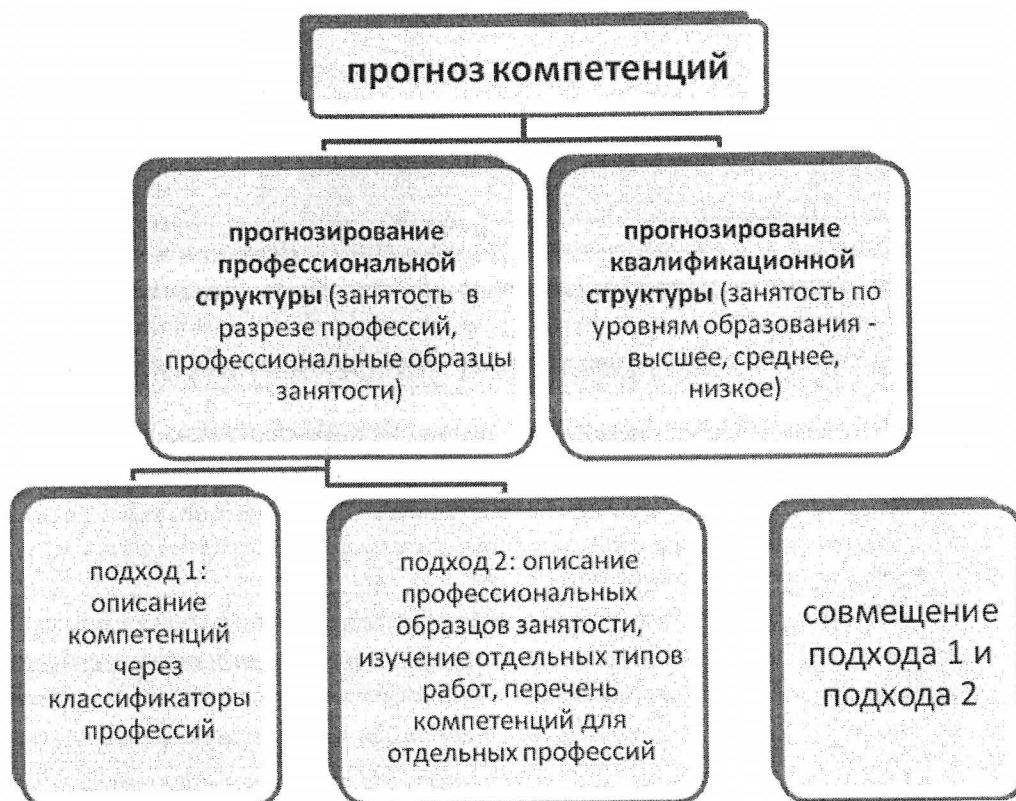 прогноз компетенций
прогнозирование
профессиональной
структуры (занятость в
разрезе профессий,
профессиональные образцы
занятости)
прогнозирование
квалификационной
структуры (занятость по
уровням образования -
высшее, среднее,
низкое)
подход 1:
описание
компетенций
через
классификаторы
профессий
подход 2: описание
профессиональных
образцов занятости,
изучение отдельных типов
работ, перечень
компетенций для
отдельных профессий
совмещение
подхода 1 и
подхода 2